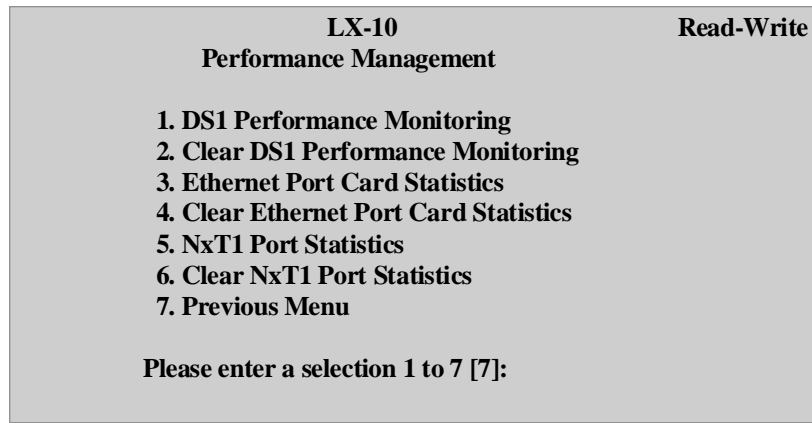 LX-10 Read-Write
Performance Management
1. DS1 Performance Monitoring
2. Clear DS1 Performance Monitoring
3. Ethernet Port Card Statistics
4. Clear Ethernet Port Card Statistics
5. NxT1 Port Statistics
6. Clear NxT1 Port Statistics
7. Previous Menu
Please enter a selection 1 to 7 [7]: